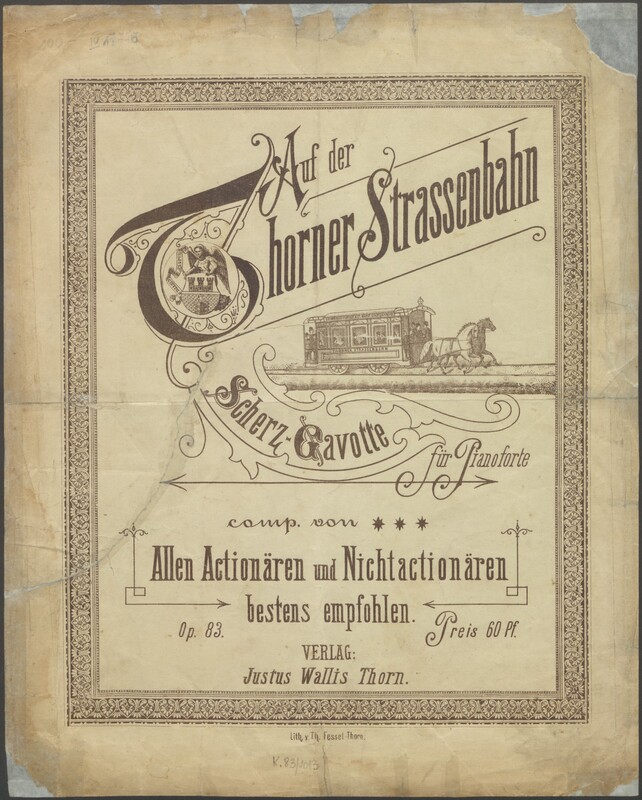 Auf der
Thorner Strassenbahn
Scherz-Gavotte
für Pianoforte
comp. von ✷ ✷ ✷
Allen Actionären und Nichtactionären
bestens empfohlen.
Op. 83.
Preis 60 Pf.
VERLAG:
Justus Wallis Thorn.
Lith. v. Th. Fessel-Thorn.